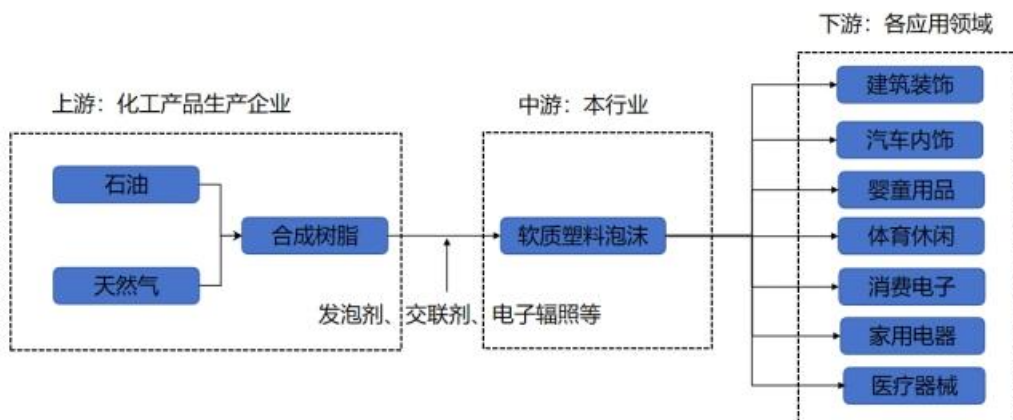 上游：化工产品生产企业
石油
天然气
合成树脂
发泡剂、交联剂、电子辐照等
中游：本行业
软质塑料泡沫
下游：各应用领域
建筑装饰
汽车内饰
婴童用品
体育休闲
消费电子
家用电器
医疗器械